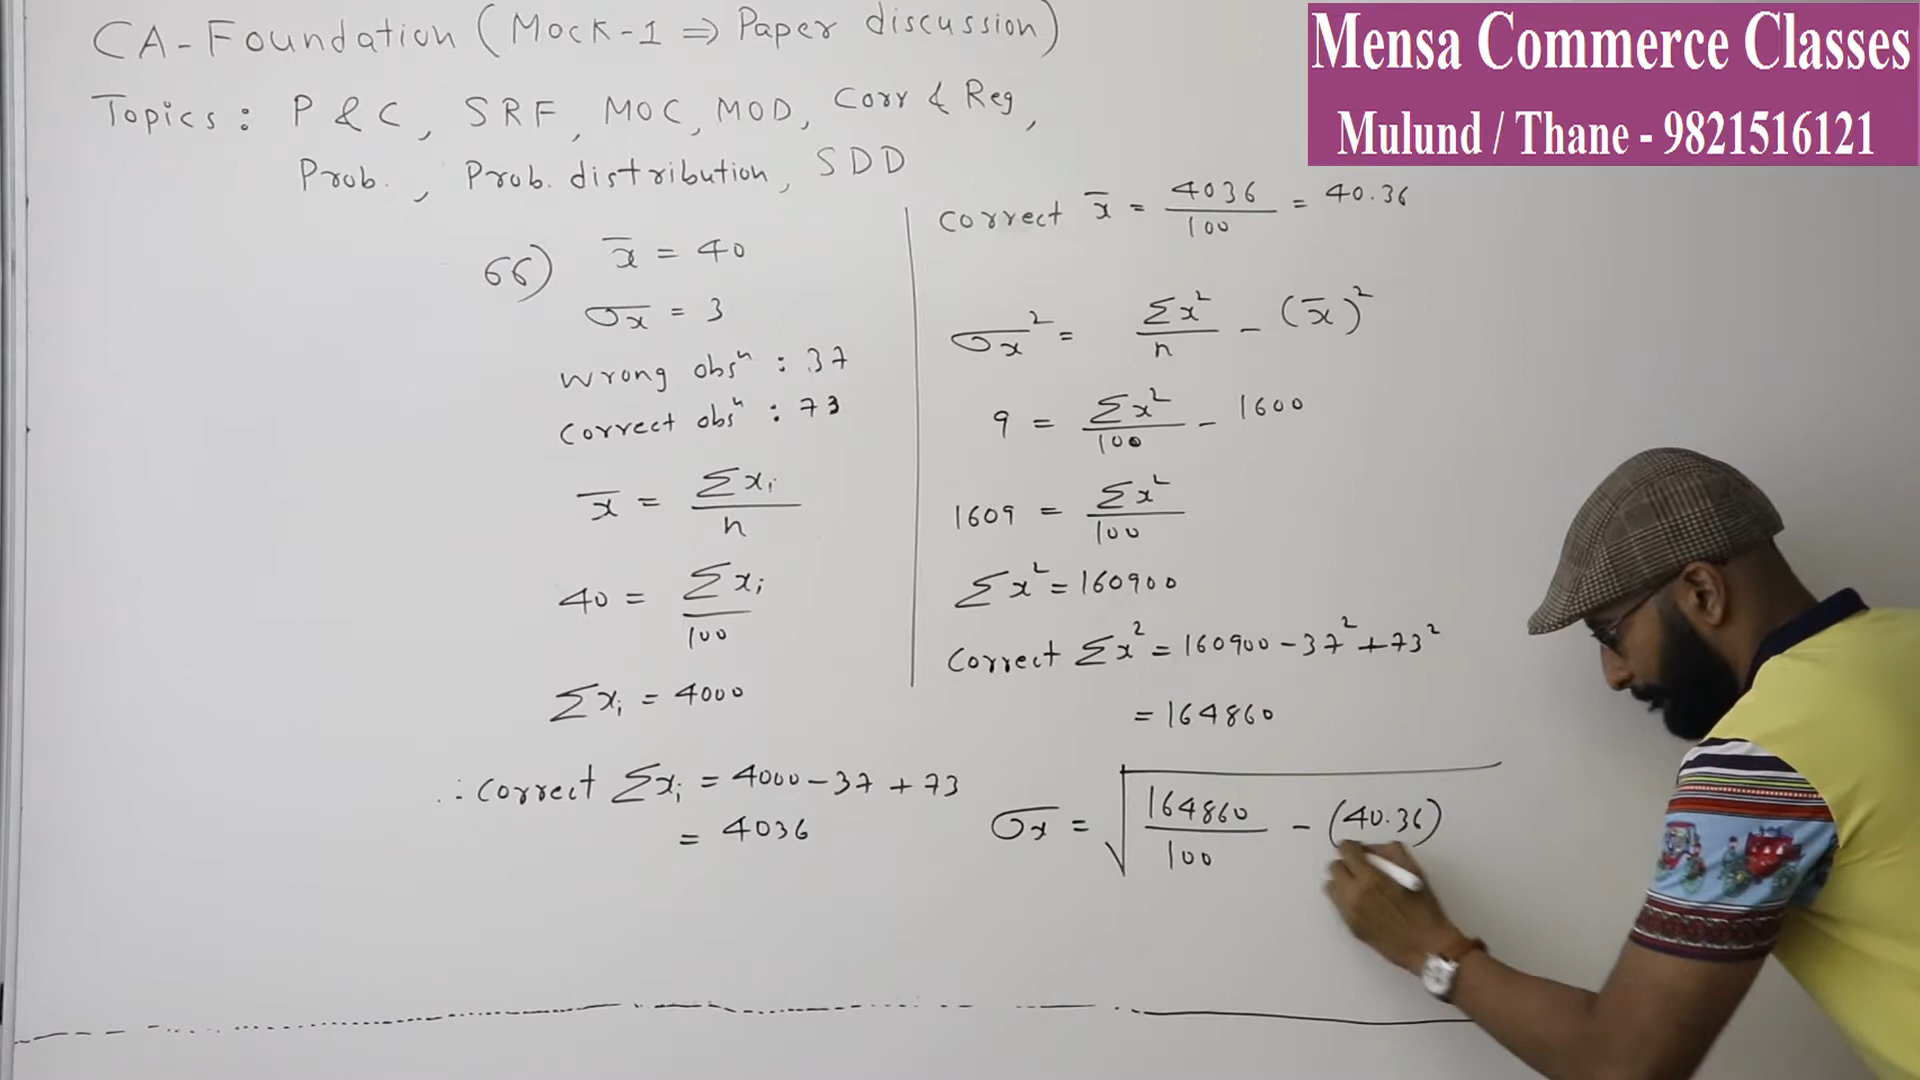 CA-Foundation (Mock-1 ⇒ Paper discussion)
Topics : P & C, SRF, MOC, MOD, Corr & Reg,
Prob., Prob. distribution, SDD
Mensa Commerce Classes
Mulund / Thane - 9821516121
66) x̄ = 40
σx = 3
wrong obsⁿ : 37
correct obsⁿ : 73
x̄ = Σxi / n
40 = Σxi / 100
Σxi = 4000
∴ correct Σxi = 4000 - 37 + 73
= 4036
correct x̄ = 4036 / 100 = 40.36
σx² = Σx² / n - (x̄)²
9 = Σx² / 100 - 1600
1609 = Σx² / 100
Σx² = 160900
correct Σx² = 160900 - 37² + 73²
= 164860
σx = √ 164860 / 100 - (40.36)